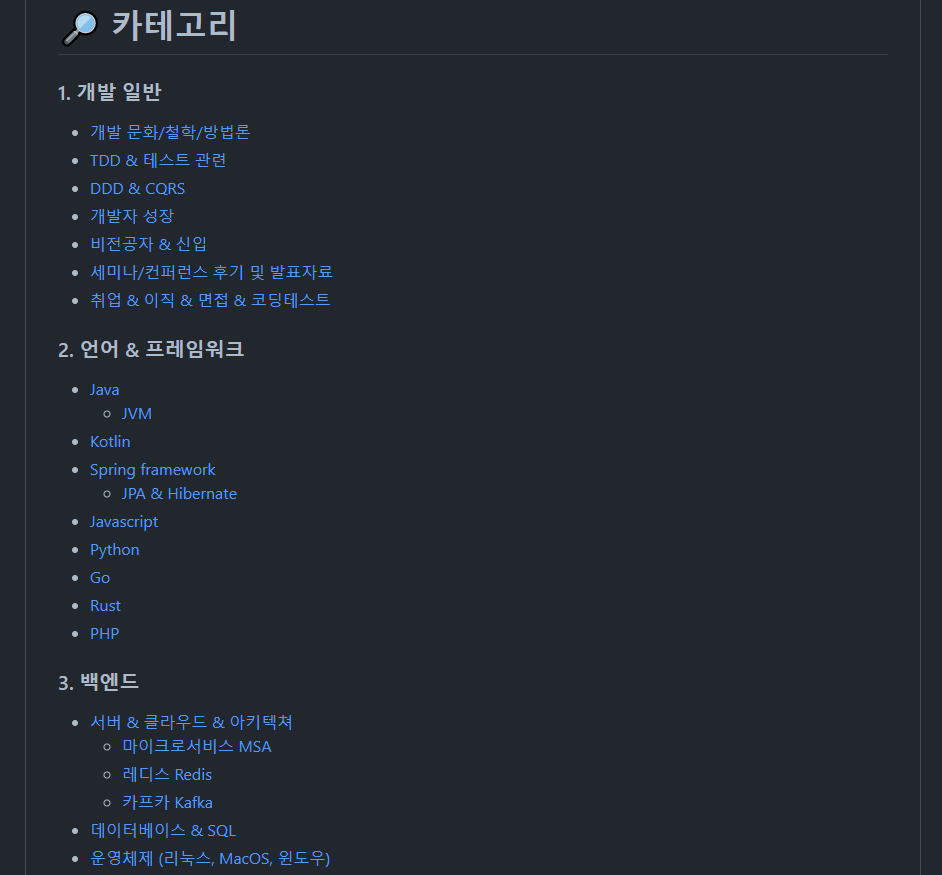 🔎 카테고리
1. 개발 일반
개발 문화/철학/방법론
TDD & 테스트 관련
DDD & CQRS
개발자 성장
비전공자 & 신입
세미나/컨퍼런스 후기 및 발표자료
취업 & 이직 & 면접 & 코딩테스트
2. 언어 & 프레임워크
Java
JVM
Kotlin
Spring framework
JPA & Hibernate
Javascript
Python
Go
Rust
PHP
3. 백엔드
서버 & 클라우드 & 아키텍쳐
마이크로서비스 MSA
레디스 Redis
카프카 Kafka
데이터베이스 & SQL
운영체제 (리눅스, MacOS, 윈도우)